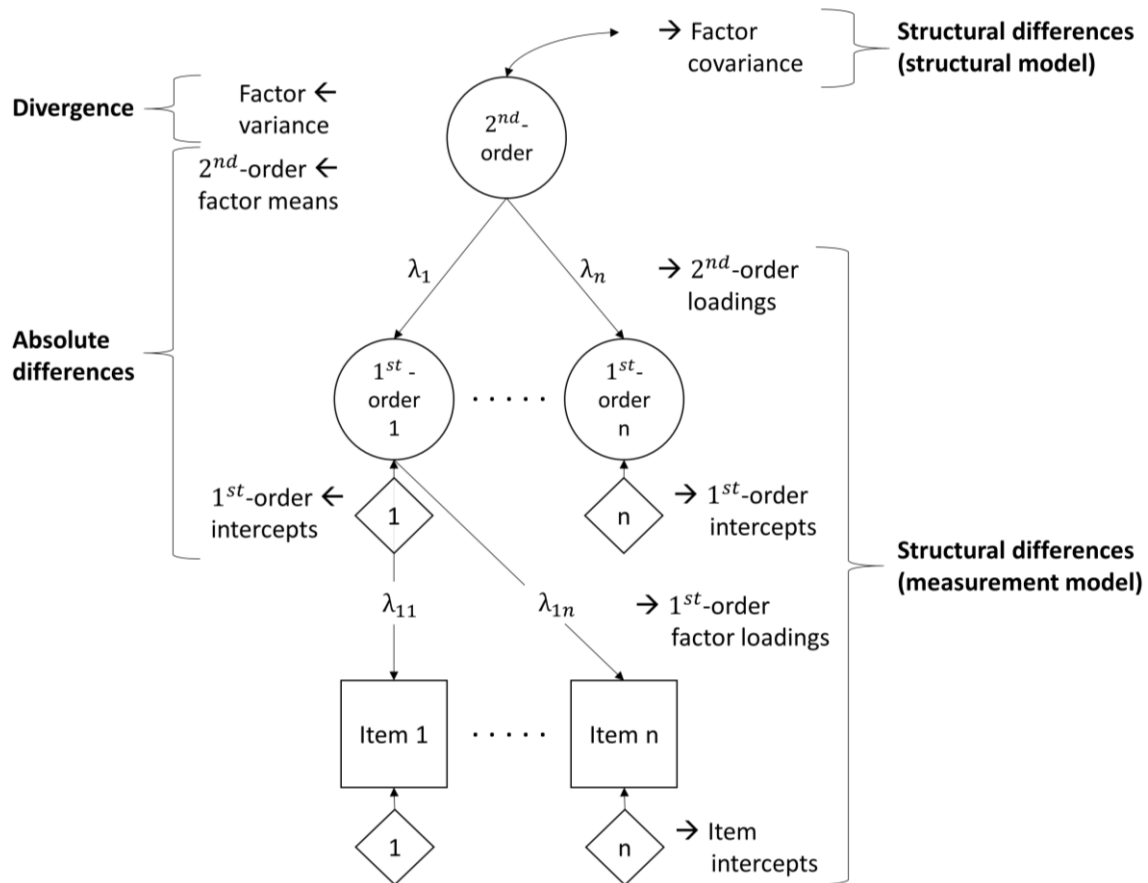 → Factor
covariance
Structural differences
(structural model)
Divergence
Factor ←
variance
2nd-
order
2nd-order ←
factor means
λ1
λn
→ 2nd-order
loadings
Absolute
differences
1st -
order
1
· · · · ·
1st-
order
n
1st-order ←
intercepts
1
n
→ 1st-order
intercepts
Structural differences
(measurement model)
λ11
λ1n
→ 1st-order
factor loadings
Item 1
· · · · ·
Item n
1
n
→ Item
intercepts